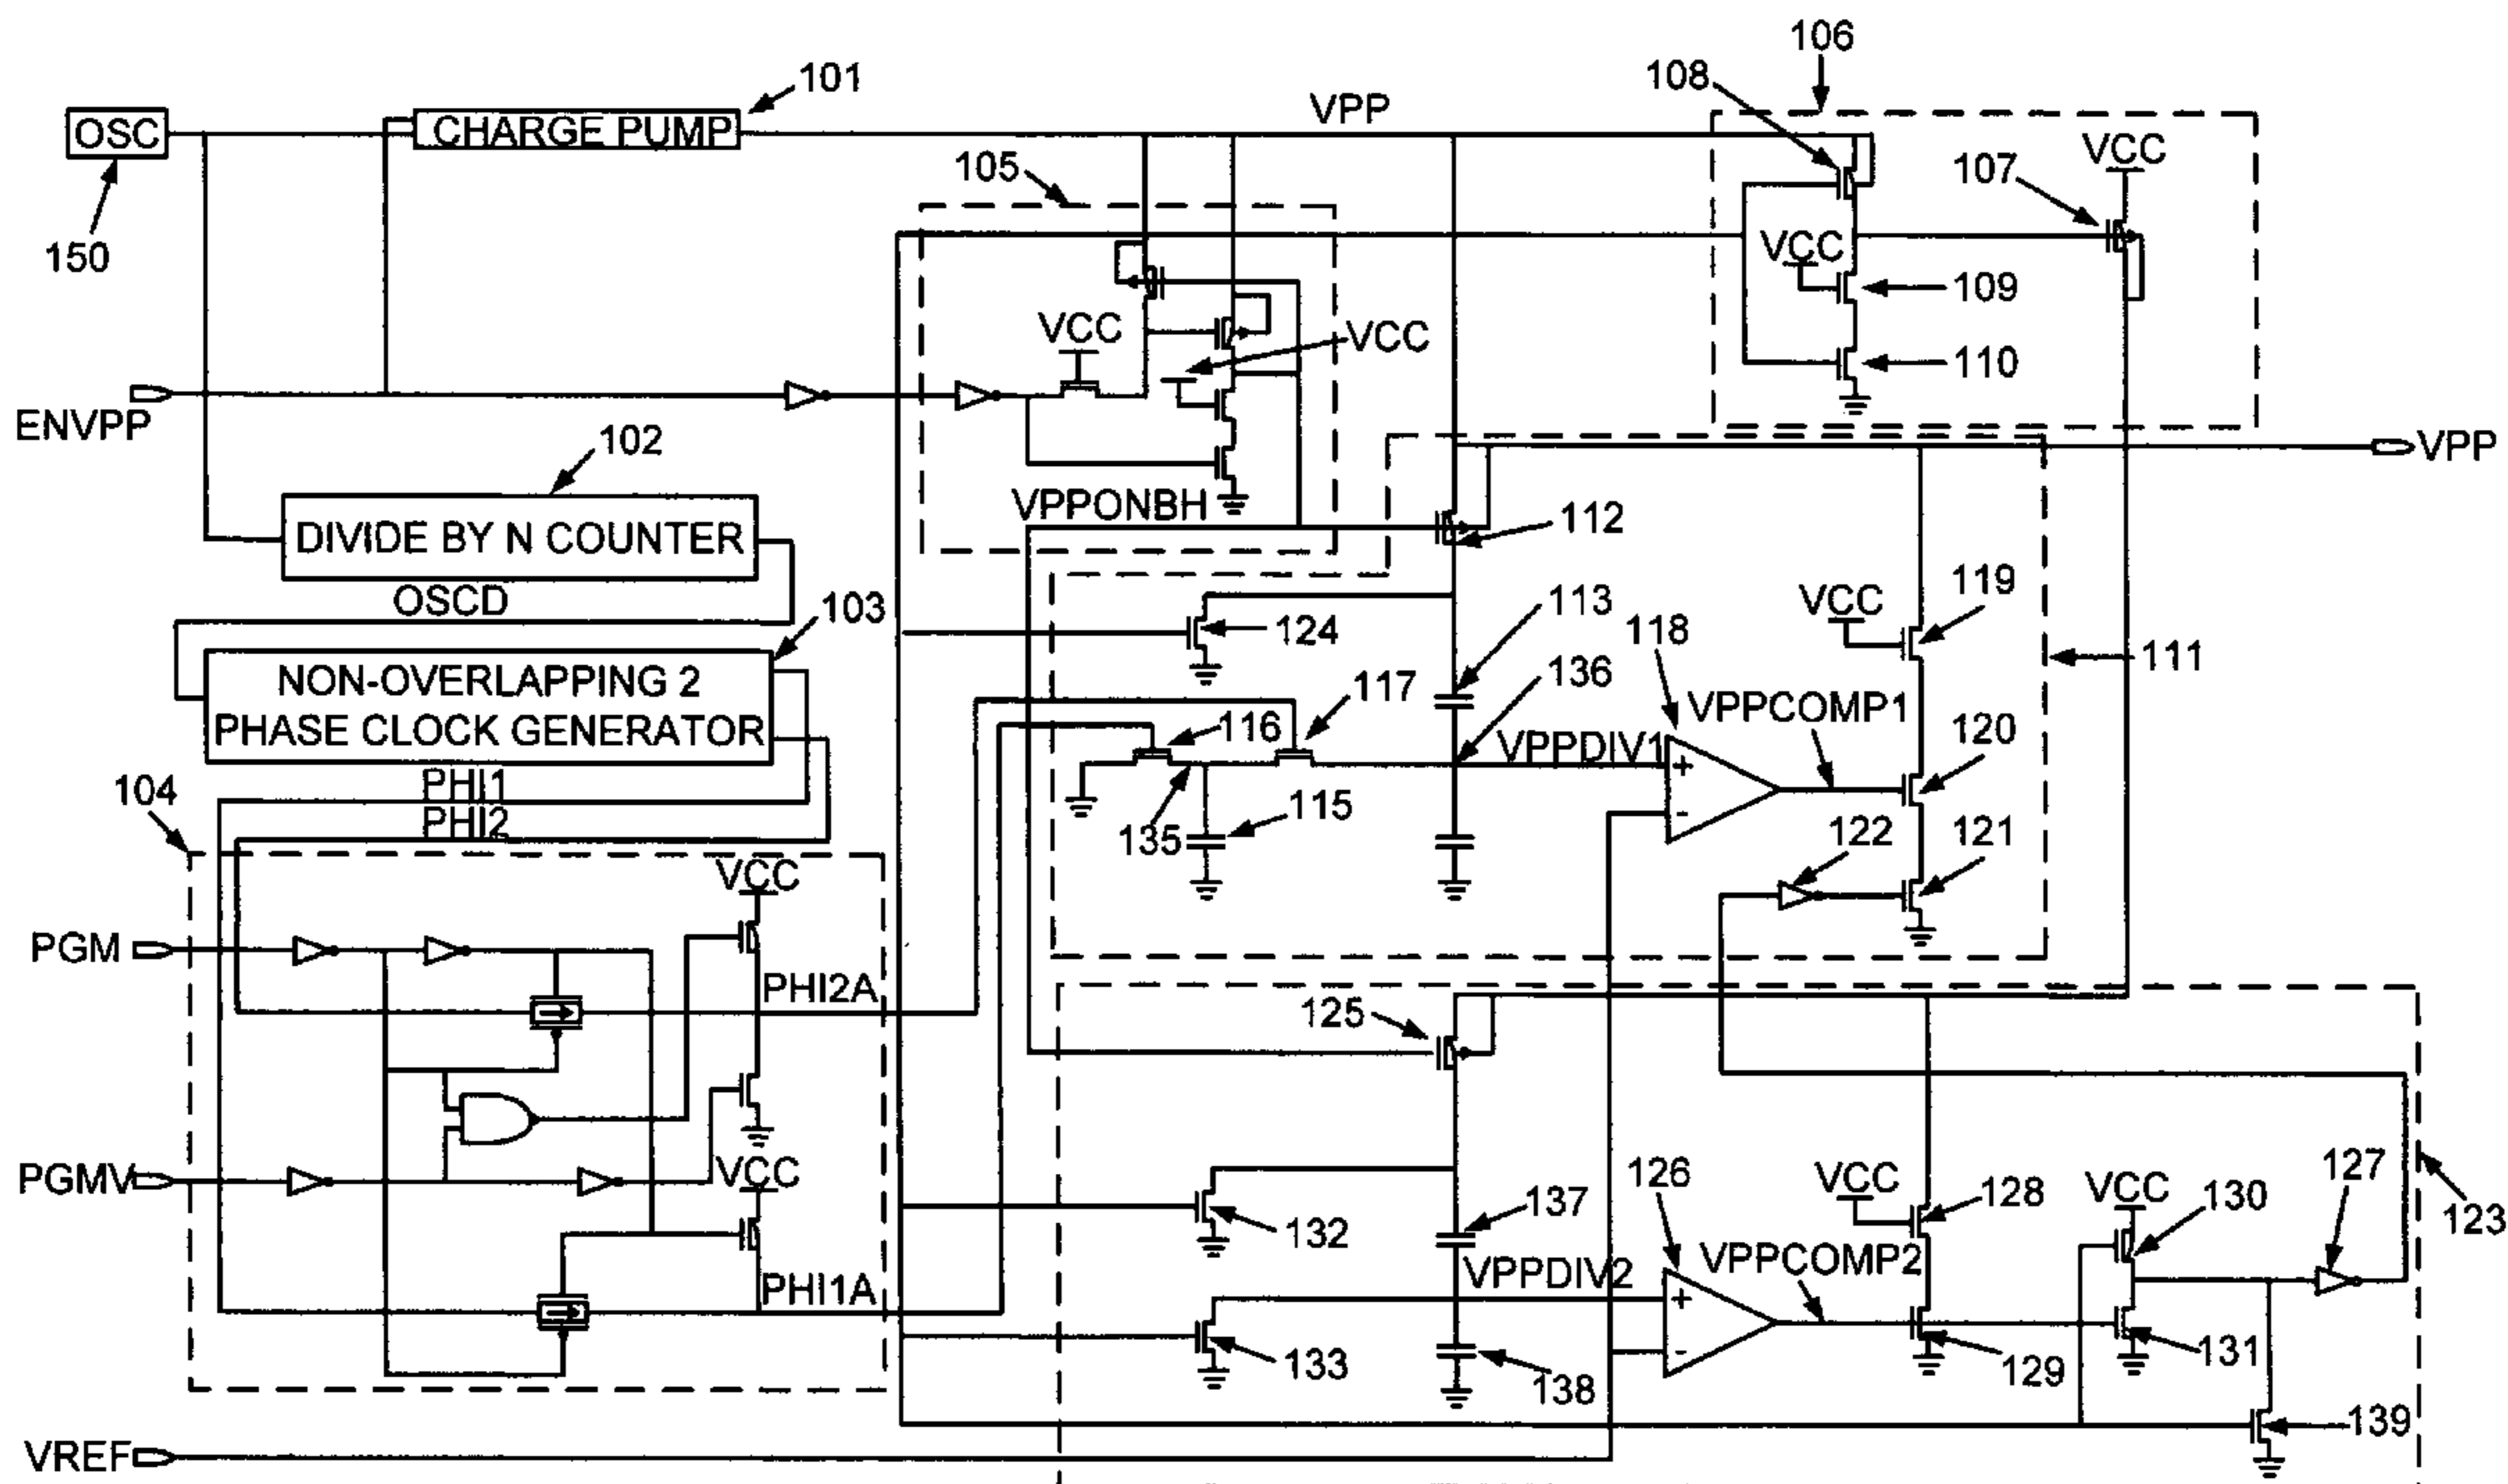 106
108
101
VPP
OSC
CHARGE PUMP
VCC
105
107
150
VCC
109
VCC
VCC
110
ENVPP
102
VPP
VPPONBH
112
DIVIDE BY N COUNTER
119
OSCD
103
113
VCC
124
118
111
NON-OVERLAPPING 2
PHASE CLOCK GENERATOR
117
136
VPPCOMP1
116
120
VPPDIV1
+
PHI1
104
PHI2
135
115
-
122
121
VCC
PGM
PHI2A
125
PGMV
VCC
126
127
VCC
VCC
130
128
137
123
132
VPPCOMP2
VPPDIV2
PHI1A
+
133
138
-
129
131
139
VREF